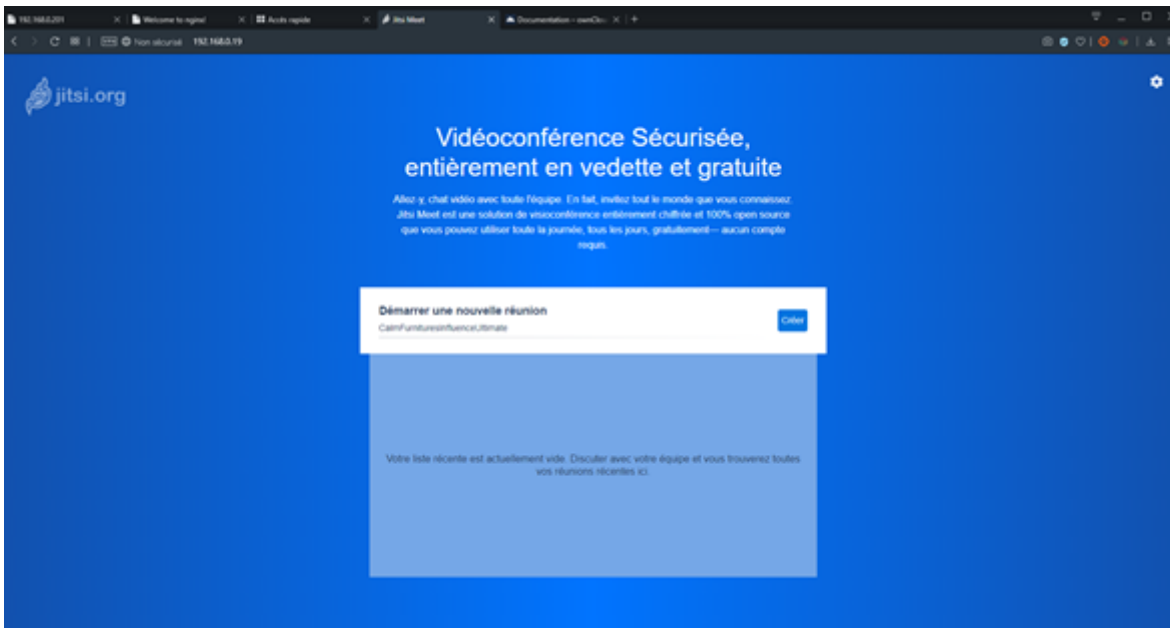 192.168.0.201
Welcome to nginx!
Accès rapide
Jitsi Meet
Documentation – ownClo
VPN
Non sécurisé
192.168.0.19
jitsi.org
Vidéoconférence Sécurisée,
entièrement en vedette et gratuite
Allez-y, chat vidéo avec toute l'équipe. En fait, invitez tout le monde que vous connaissez.
Jitsi Meet est une solution de visioconférence entièrement chiffrée et 100% open source
que vous pouvez utiliser toute la journée, tous les jours, gratuitement— aucun compte
requis.
Démarrer une nouvelle réunion
CalmFurnituresInfluenceUltimate
Créer
Votre liste récente est actuellement vide. Discuter avec votre équipe et vous trouverez toutes
vos réunions récentes ici.